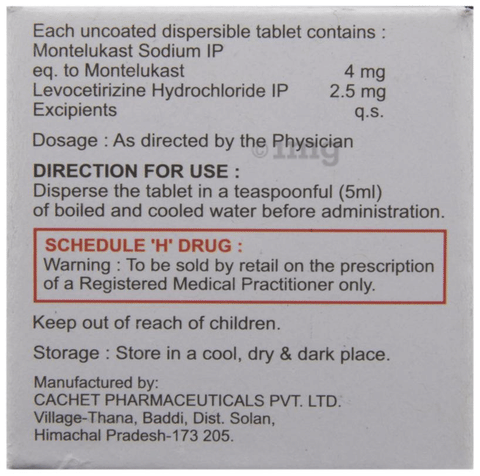 Each uncoated dispersible tablet contains :
Montelukast Sodium IP
eq. to Montelukast 4 mg
Levocetirizine Hydrochloride IP 2.5 mg
Excipients q.s.
Dosage : As directed by the Physician
© 1mg
DIRECTION FOR USE :
Disperse the tablet in a teaspoonful (5ml)
of boiled and cooled water before administration.
SCHEDULE 'H' DRUG :
Warning : To be sold by retail on the prescription
of a Registered Medical Practitioner only.
Keep out of reach of children.
Storage : Store in a cool, dry & dark place.
Manufactured by:
CACHET PHARMACEUTICALS PVT. LTD.
Village-Thana, Baddi, Dist. Solan,
Himachal Pradesh-173 205.